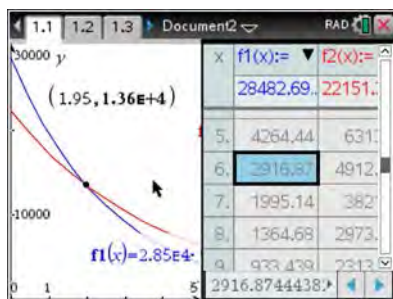 1.1 1.2 1.3 Document2 RAD
30000 y
(1.95, 1.36E+4)
10000
f1(x)=2.85E4·
0 1 5
x f1(x):= ▼ f2(x):=
28482.69.. 22151.
5. 4264.44 631
6. 2916.87 4912.
7. 1995.14 382
8. 1364.68 2973.
9. 933.439 2313.
2916.8744438